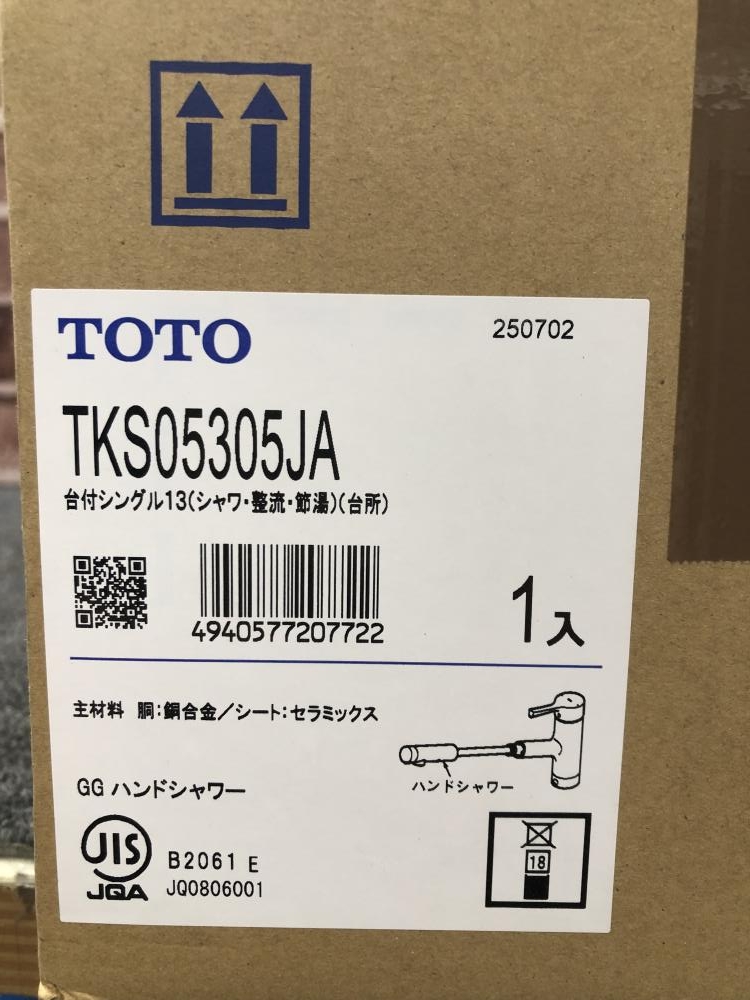 TOTO
250702
TKS05305JA
台付シングル13(シャワ・整流・節湯)(台所)
4940577207722
1入
主材料 胴:銅合金/シート:セラミックス
ハンドシャワー
GG ハンドシャワー
JIS
JQA
B2061 E
JQ0806001
18